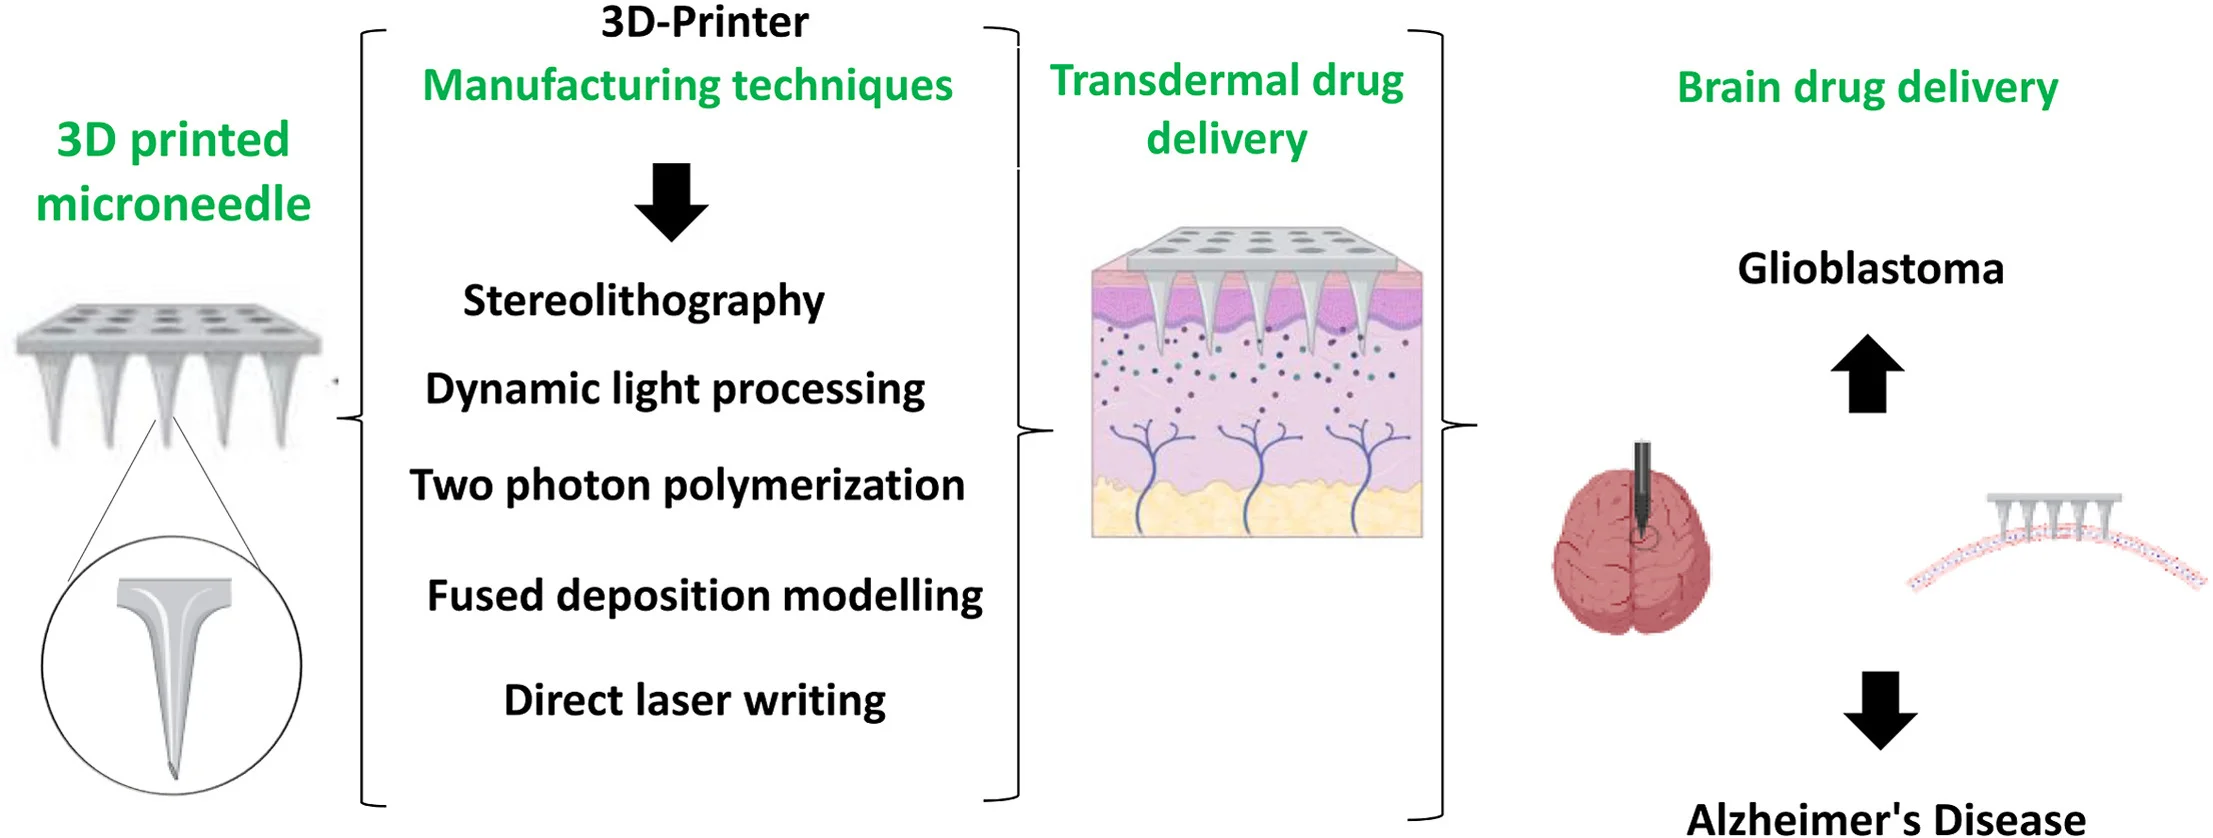 3D printed
microneedle
3D-Printer
Manufacturing techniques
Stereolithography
Dynamic light processing
Two photon polymerization
Fused deposition modelling
Direct laser writing
Transdermal drug
delivery
Brain drug delivery
Glioblastoma
Alzheimer's Disease